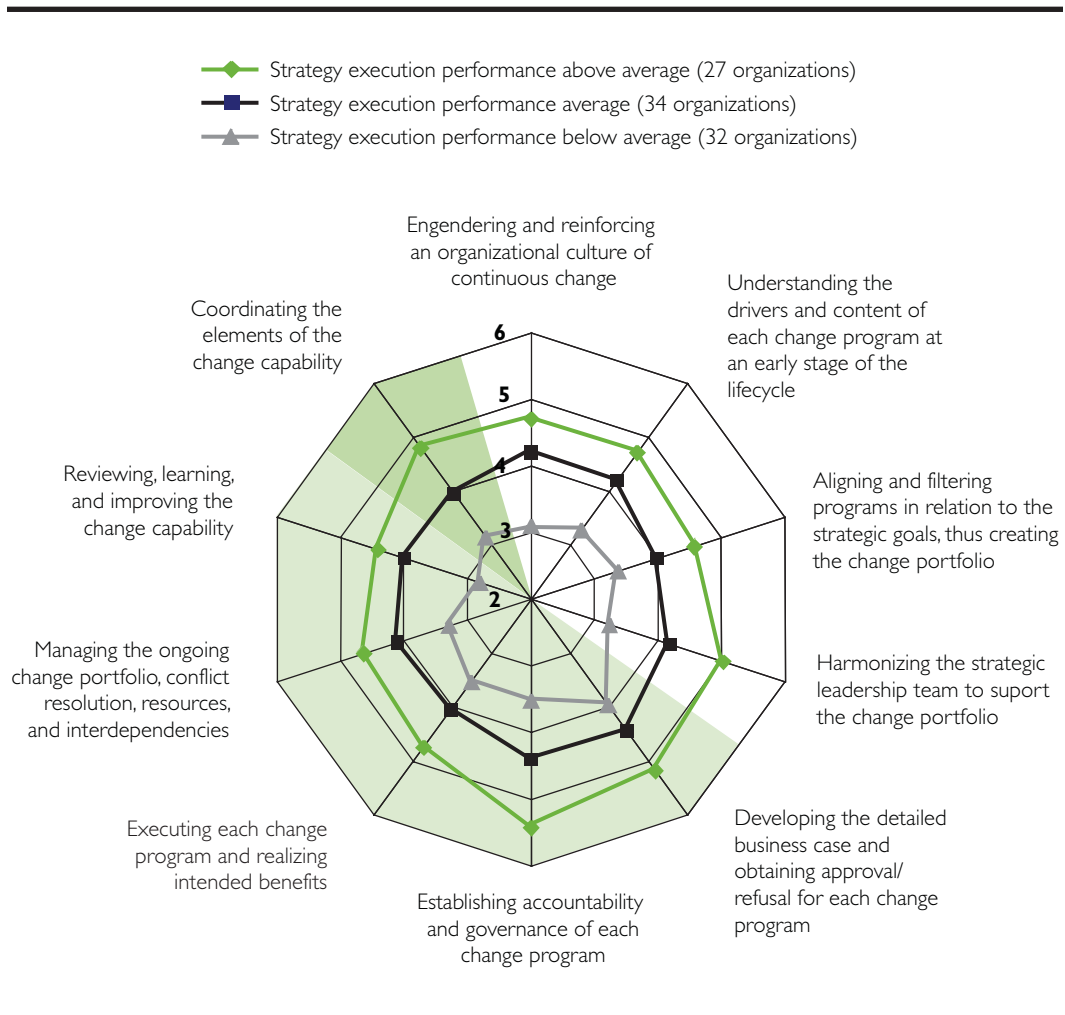 Strategy execution performance above average (27 organizations)
Strategy execution performance average (34 organizations)
Strategy execution performance below average (32 organizations)
Engendering and reinforcing
an organizational culture of
continuous change
Understanding the
drivers and content of
each change program at
an early stage of the
lifecycle
Aligning and filtering
programs in relation to the
strategic goals, thus creating
the change portfolio
Harmonizing the strategic
leadership team to suport
the change portfolio
Developing the detailed
business case and
obtaining approval/
refusal for each change
program
Establishing accountability
and governance of each
change program
Executing each change
program and realizing
intended benefits
Managing the ongoing
change portfolio, conflict
resolution, resources,
and interdependencies
Reviewing, learning,
and improving the
change capability
Coordinating the
elements of the
change capability
6
5
4
3
2